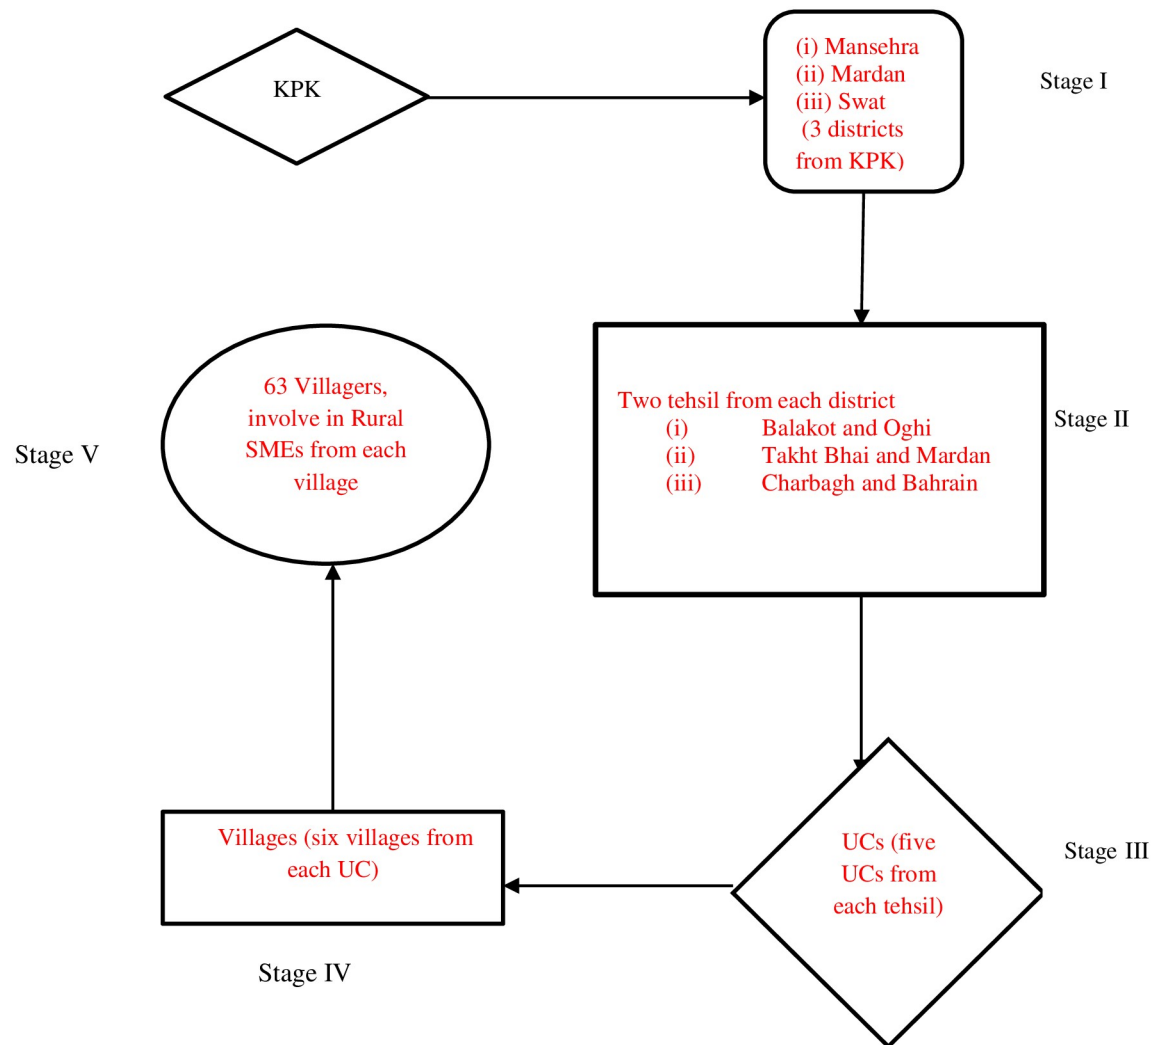 KPK
(i) Mansehra
(ii) Mardan
(iii) Swat
(3 districts
from KPK)
Stage I
Two tehsil from each district
(i) Balakot and Oghi
(ii) Takht Bhai and Mardan
(iii) Charbagh and Bahrain
Stage II
UCs (five
UCs from
each tehsil)
Stage III
Villages (six villages from
each UC)
Stage IV
63 Villagers,
involve in Rural
SMEs from each
village
Stage V